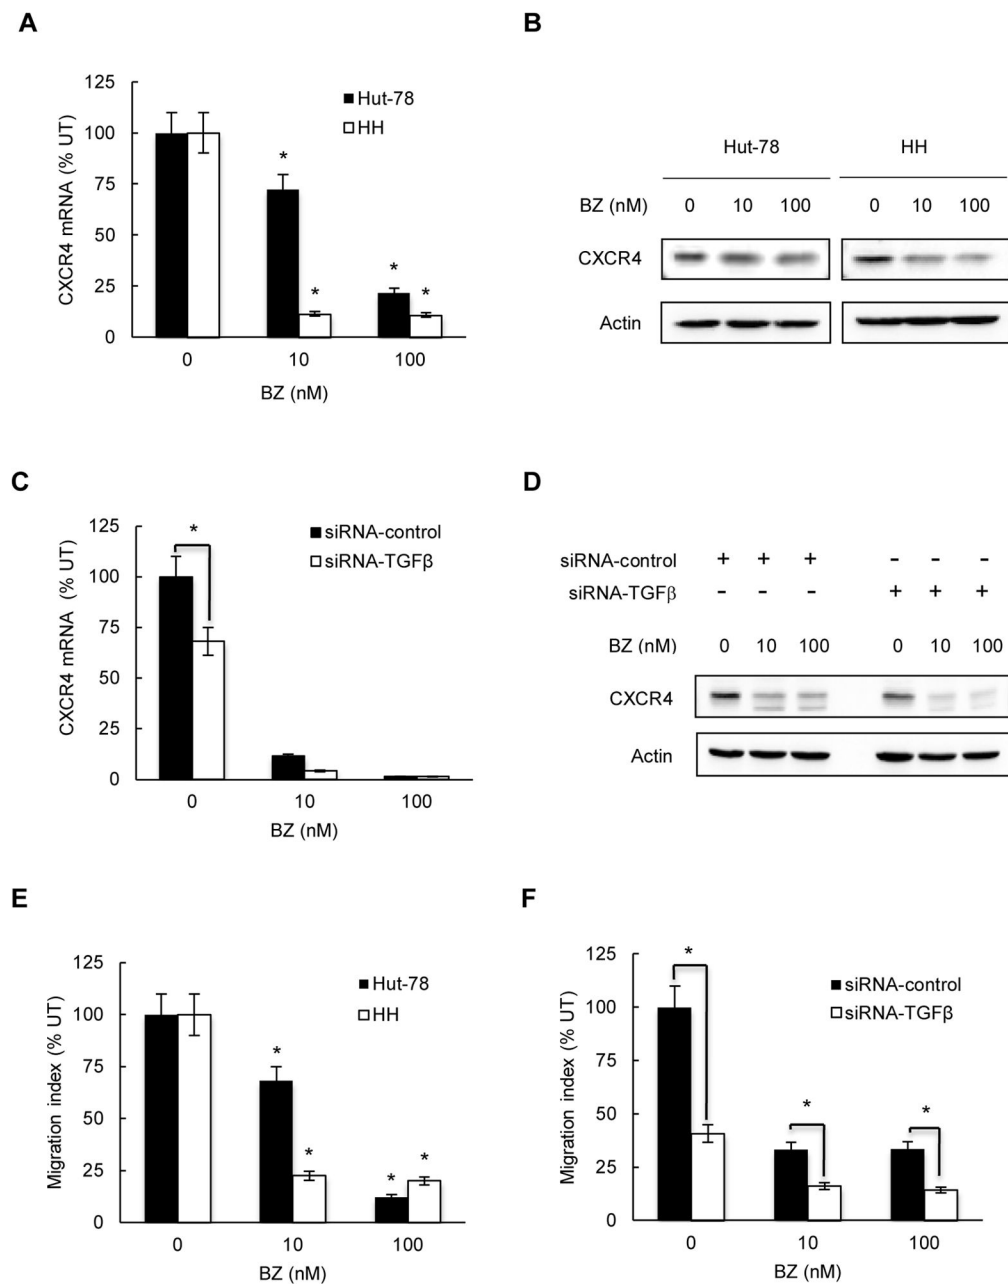 A
CXCR4 mRNA (% UT)
125
100
75
50
25
0
Hut-78
HH
*
*
*
*
0 10 100
BZ (nM)
B
Hut-78 HH
BZ (nM) 0 10 100 0 10 100
CXCR4
Actin
C
CXCR4 mRNA (% UT)
125
100
75
50
25
0
siRNA-control
siRNA-TGFβ
*
0 10 100
BZ (nM)
D
siRNA-control + + + - - -
siRNA-TGFβ - - - + + +
BZ (nM) 0 10 100 0 10 100
CXCR4
Actin
E
Migration index (% UT)
125
100
75
50
25
0
Hut-78
HH
*
*
*
*
0 10 100
BZ (nM)
F
Migration index (% UT)
125
100
75
50
25
0
siRNA-control
siRNA-TGFβ
*
*
*
0 10 100
BZ (nM)